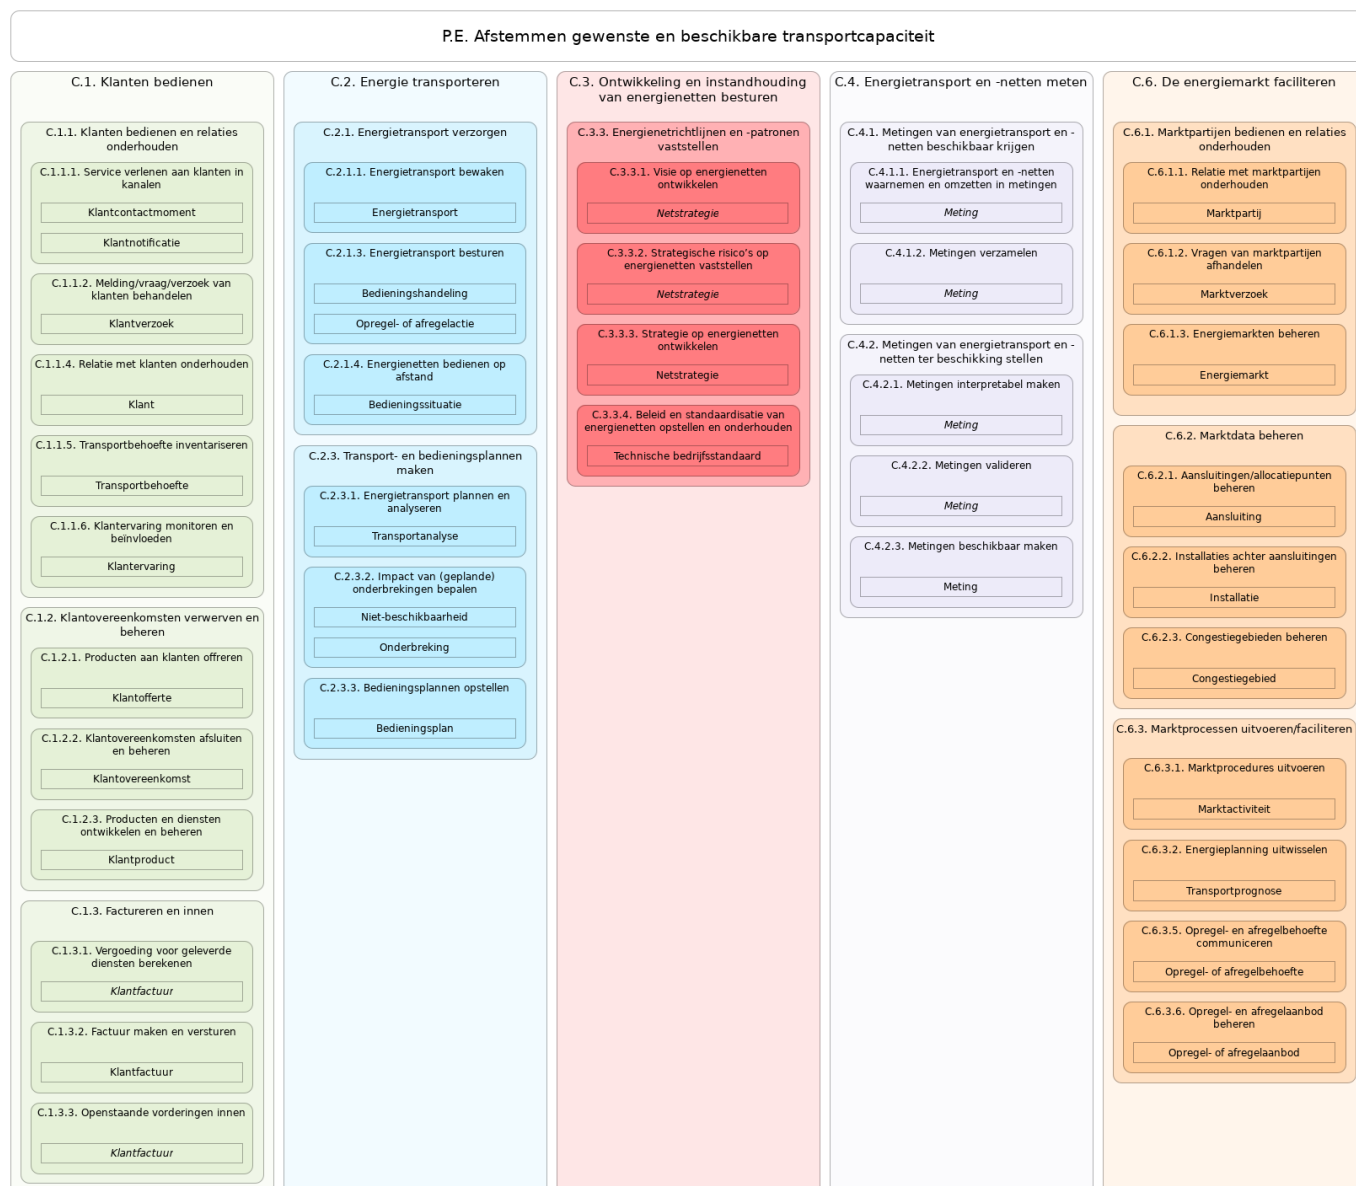 P.E. Afstemmen gewenste en beschikbare transportcapaciteit
C.1. Klanten bedienen
C.1.1. Klanten bedienen en relaties
onderhouden
C.1.1.1. Service verlenen aan klanten in
kanalen
Klantcontactmoment
Klantnotificatie
C.1.1.2. Melding/vraag/verzoek van
klanten behandelen
Klantverzoek
C.1.1.4. Relatie met klanten onderhouden
Klant
C.1.1.5. Transportbehoefte inventariseren
Transportbehoefte
C.1.1.6. Klantervaring monitoren en
beïnvloeden
Klantervaring
C.1.2. Klantovereenkomsten verwerven en
beheren
C.1.2.1. Producten aan klanten offreren
Klantofferte
C.1.2.2. Klantovereenkomsten afsluiten
en beheren
Klantovereenkomst
C.1.2.3. Producten en diensten
ontwikkelen en beheren
Klantproduct
C.1.3. Factureren en innen
C.1.3.1. Vergoeding voor geleverde
diensten berekenen
Klantfactuur
C.1.3.2. Factuur maken en versturen
Klantfactuur
C.1.3.3. Openstaande vorderingen innen
Klantfactuur
C.2. Energie transporteren
C.2.1. Energietransport verzorgen
C.2.1.1. Energietransport bewaken
Energietransport
C.2.1.3. Energietransport besturen
Bedieningshandeling
Opregel- of afregelactie
C.2.1.4. Energienetten bedienen op
afstand
Bedieningssituatie
C.2.3. Transport- en bedieningsplannen
maken
C.2.3.1. Energietransport plannen en
analyseren
Transportanalyse
C.2.3.2. Impact van (geplande)
onderbrekingen bepalen
Niet-beschikbaarheid
Onderbreking
C.2.3.3. Bedieningsplannen opstellen
Bedieningsplan
C.3. Ontwikkeling en instandhouding
van energienetten besturen
C.3.3. Energienetrichtlijnen en -patronen
vaststellen
C.3.3.1. Visie op energienetten
ontwikkelen
Netstrategie
C.3.3.2. Strategische risico’s op
energienetten vaststellen
Netstrategie
C.3.3.3. Strategie op energienetten
ontwikkelen
Netstrategie
C.3.3.4. Beleid en standaardisatie van
energienetten opstellen en onderhouden
Technische bedrijfsstandaard
C.4. Energietransport en -netten meten
C.4.1. Metingen van energietransport en -
netten beschikbaar krijgen
C.4.1.1. Energietransport en -netten
waarnemen en omzetten in metingen
Meting
C.4.1.2. Metingen verzamelen
Meting
C.4.2. Metingen van energietransport en -
netten ter beschikking stellen
C.4.2.1. Metingen interpretabel maken
Meting
C.4.2.2. Metingen valideren
Meting
C.4.2.3. Metingen beschikbaar maken
Meting
C.6. De energiemarkt faciliteren
C.6.1. Marktpartijen bedienen en relaties
onderhouden
C.6.1.1. Relatie met marktpartijen
onderhouden
Marktpartij
C.6.1.2. Vragen van marktpartijen
afhandelen
Marktverzoek
C.6.1.3. Energiemarkten beheren
Energiemarkt
C.6.2. Marktdata beheren
C.6.2.1. Aansluitingen/allocatiepunten
beheren
Aansluiting
C.6.2.2. Installaties achter aansluitingen
beheren
Installatie
C.6.2.3. Congestiegebieden beheren
Congestiegebied
C.6.3. Marktprocessen uitvoeren/faciliteren
C.6.3.1. Marktprocedures uitvoeren
Marktactiviteit
C.6.3.2. Energieplanning uitwisselen
Transportprognose
C.6.3.5. Opregel- en afregelbehoefte
communiceren
Opregel- of afregelbehoefte
C.6.3.6. Opregel- en afregelaanbod
beheren
Opregel- of afregelaanbod